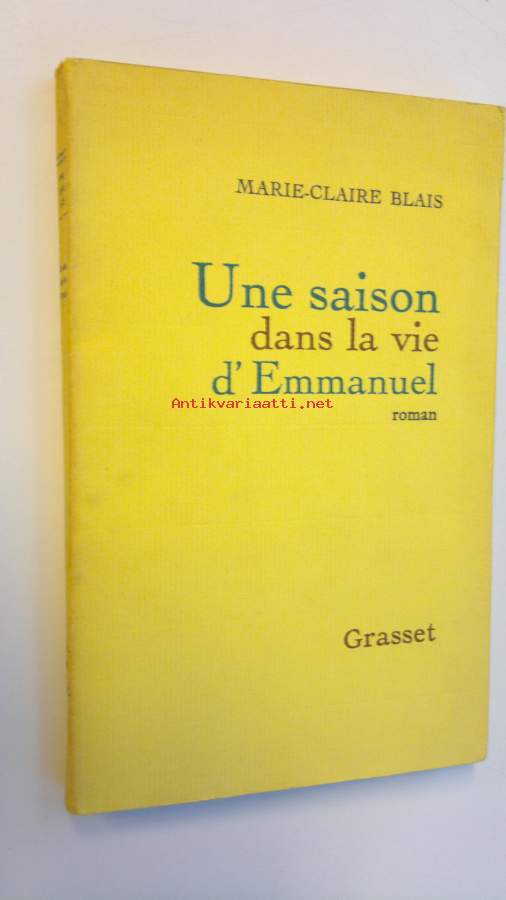 MARIE-CLAIRE BLAIS
Une saison
dans la vie
d'Emmanuel
Antikvariaatti.net
roman
Grasset